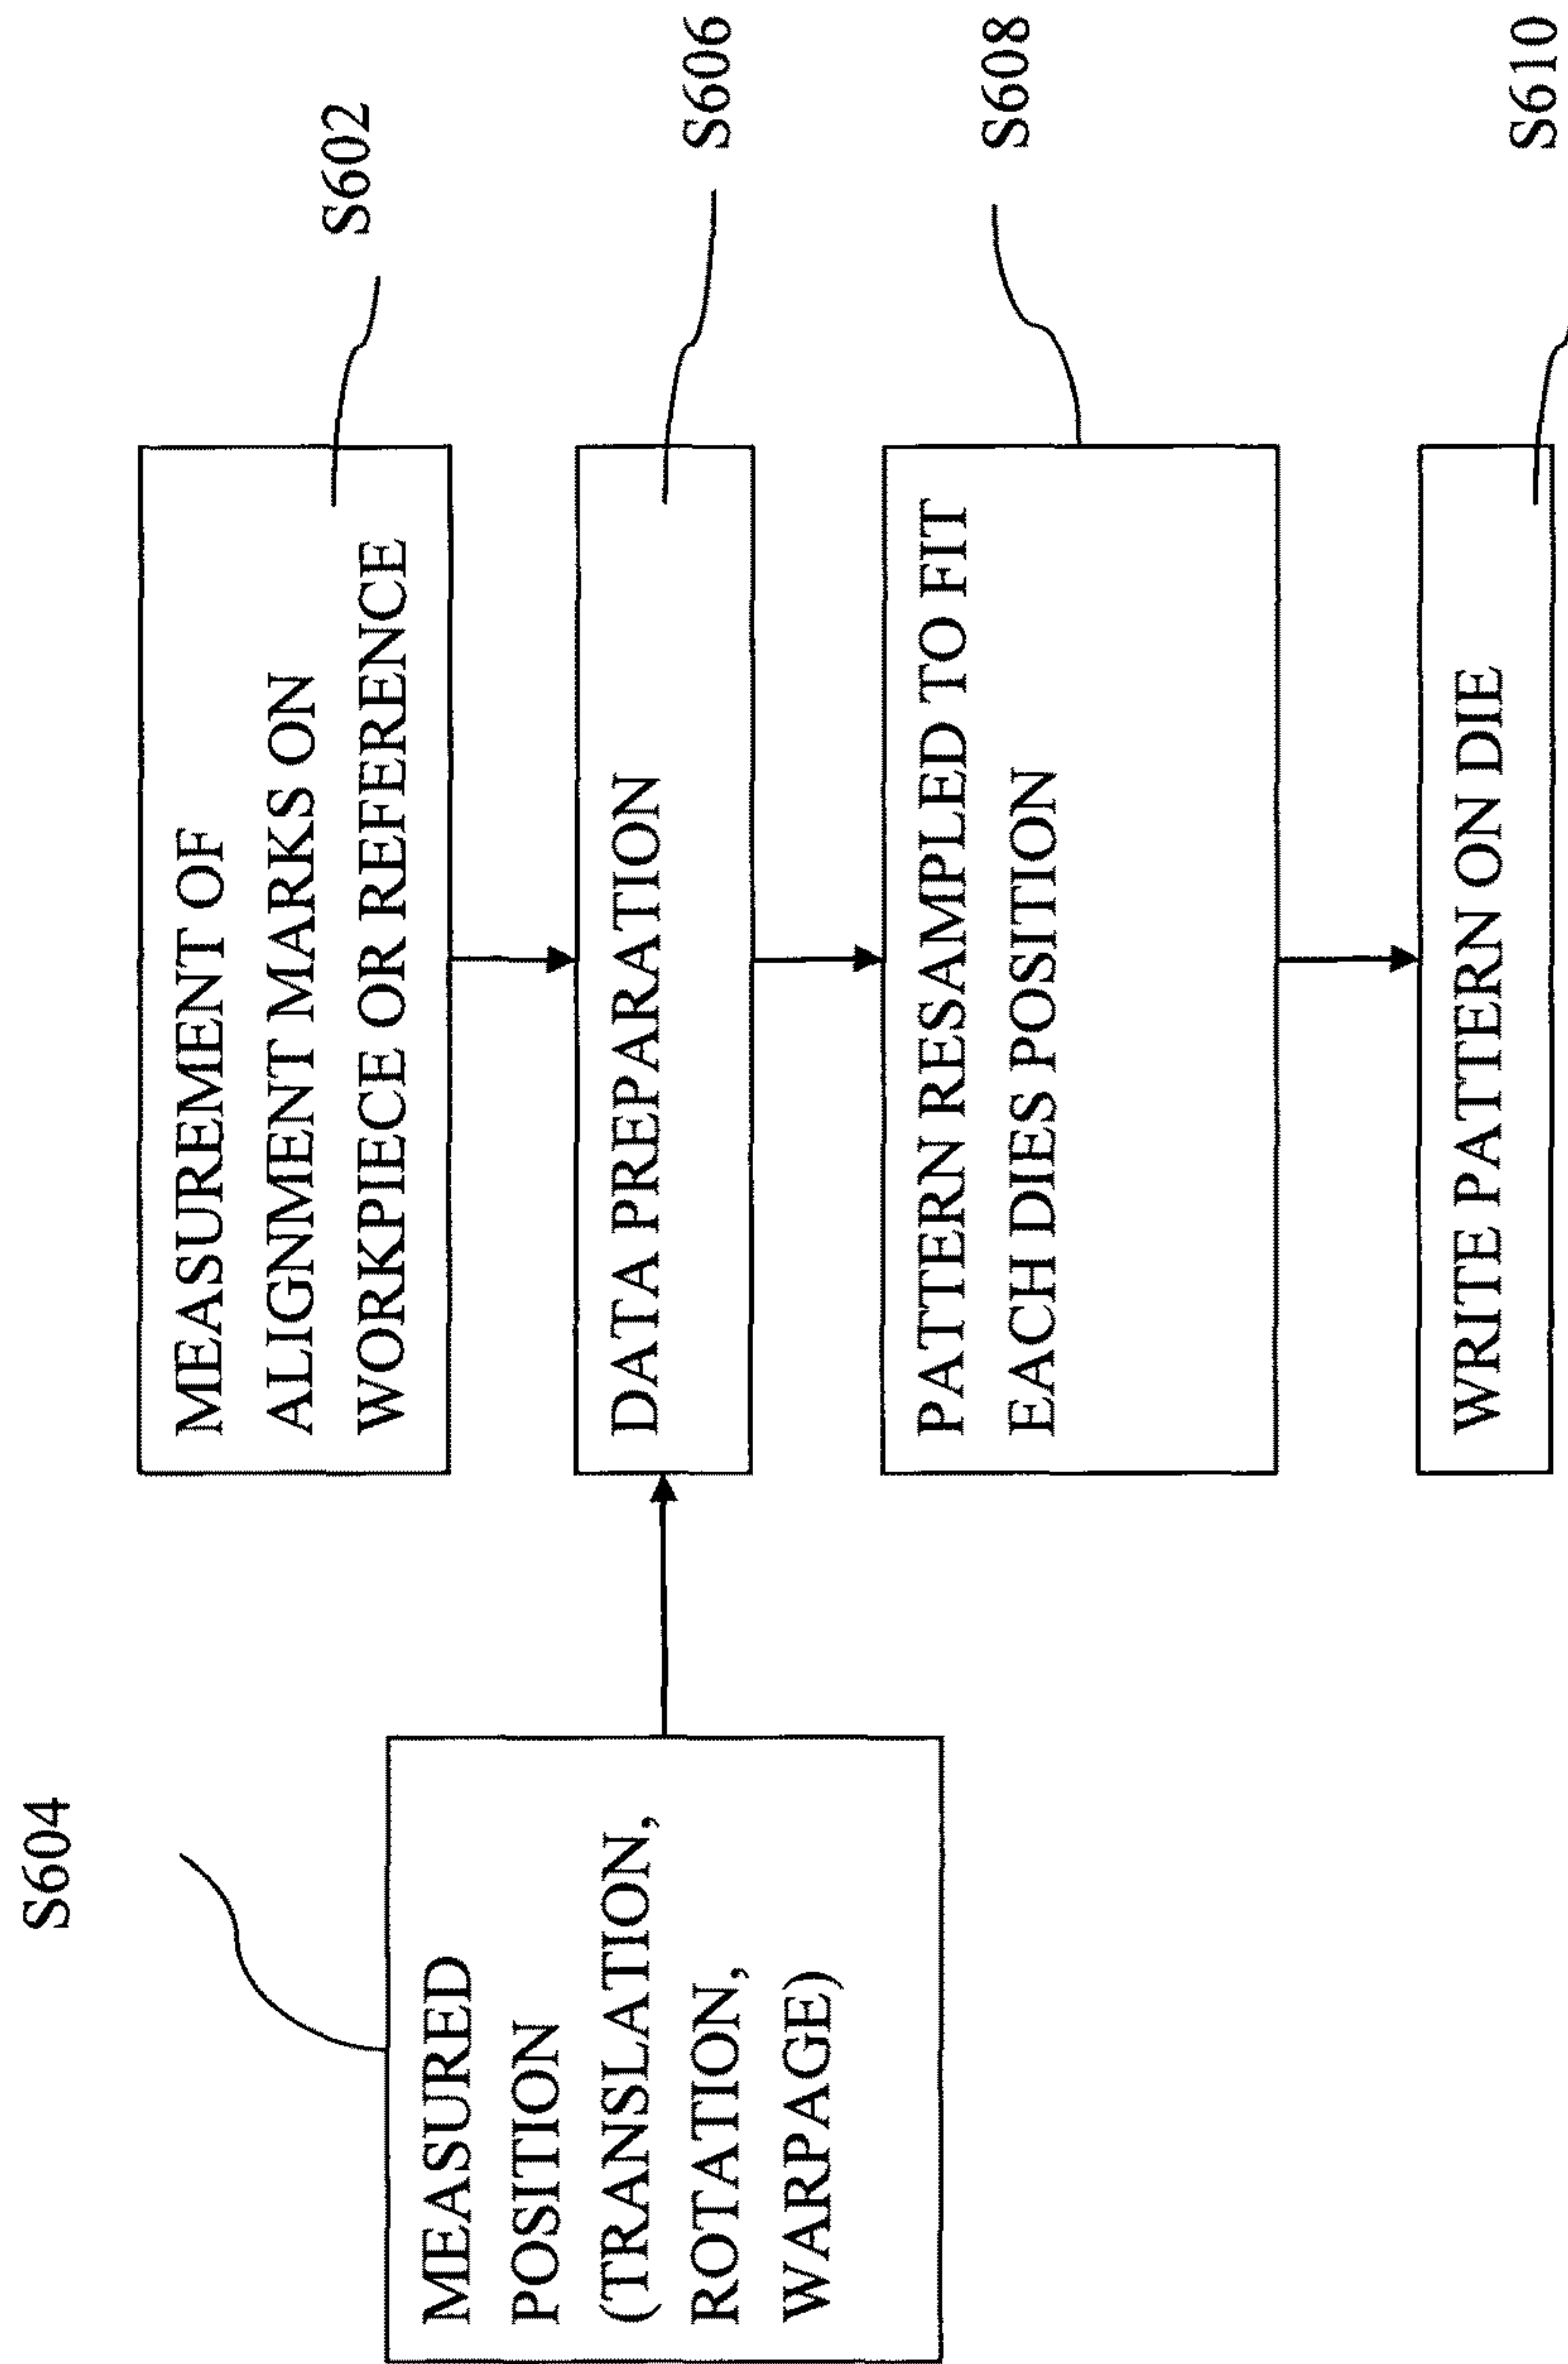 MEASUREMENT OF
ALIGNMENT MARKS ON
WORKPIECE OR REFERENCE
S602
MEASURED
POSITION
(TRANSLATION,
ROTATION,
WARPAGE)
S604
DATA PREPARATION
S606
PATTERN RESAMPLED TO FIT
EACH DIES POSITION
S608
WRITE PATTERN ON DIE
S610